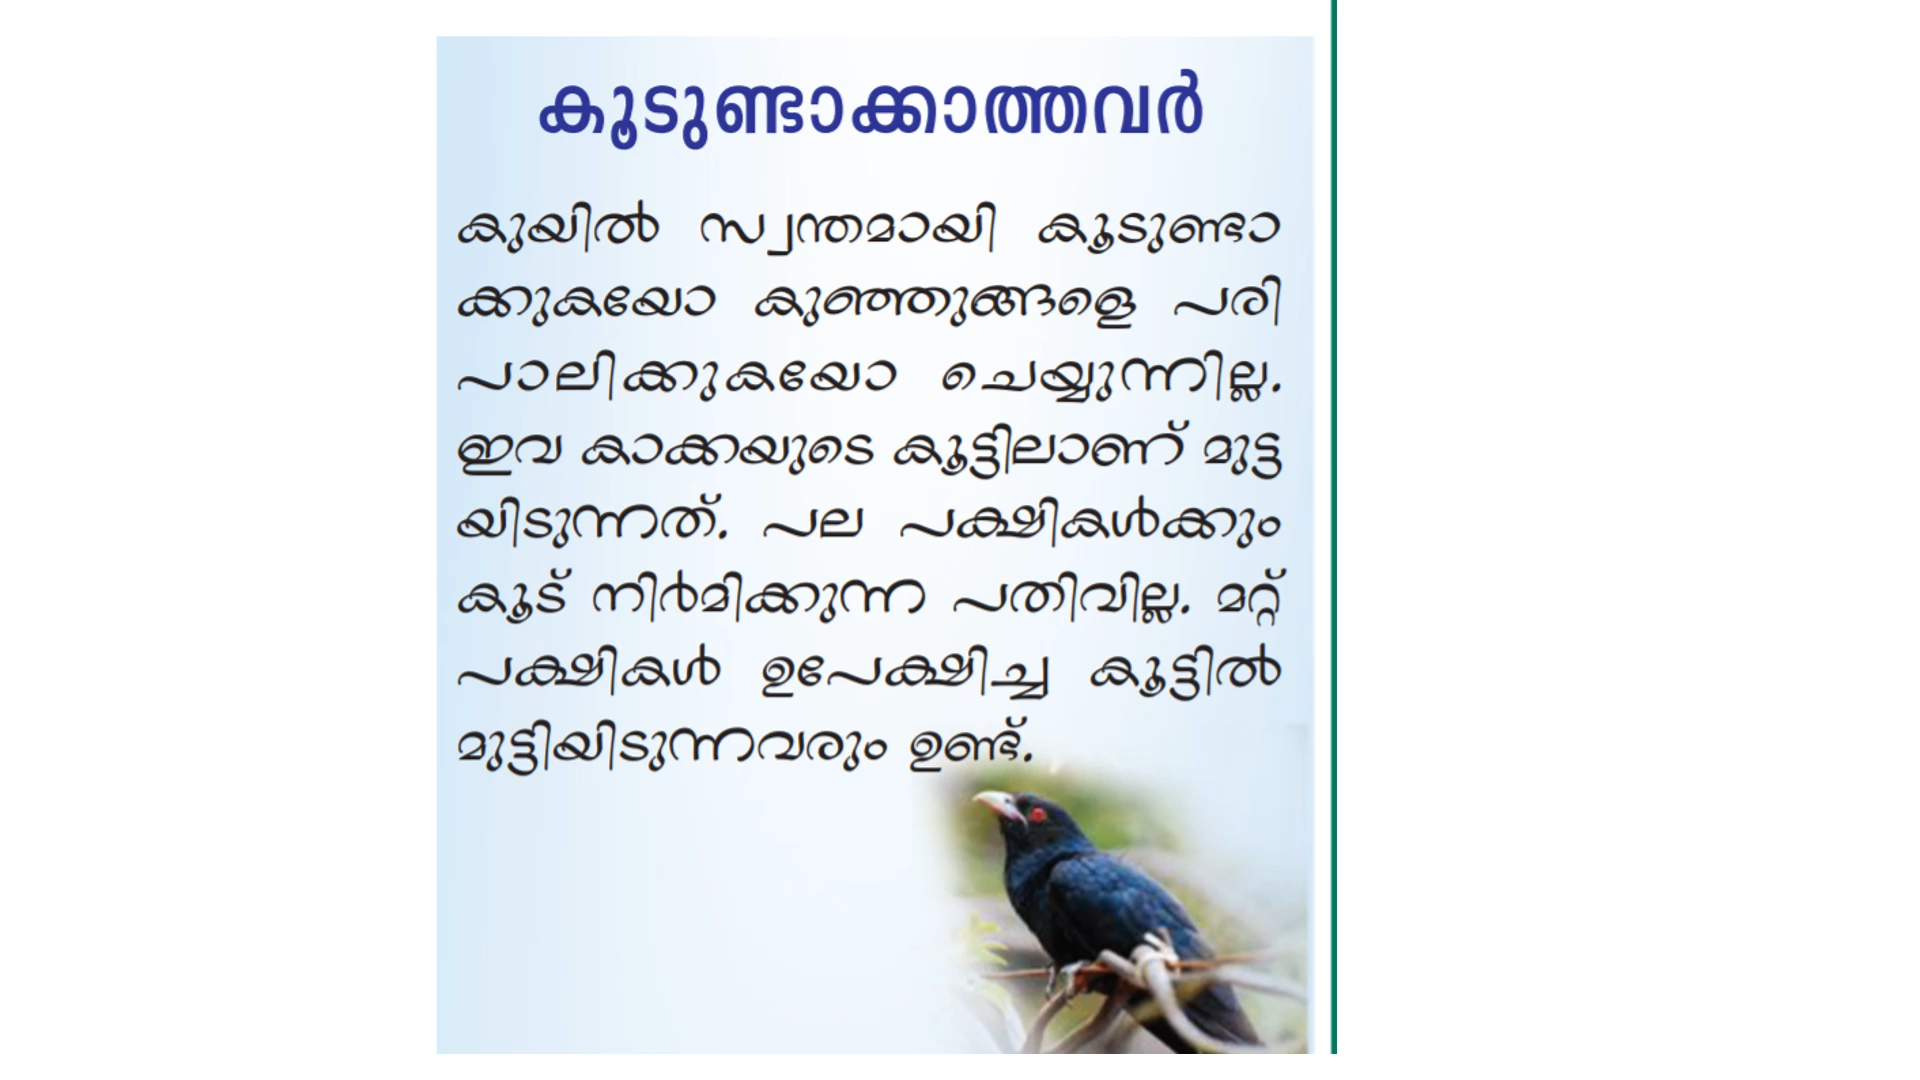 കൂടുണ്ടാക്കാത്തവർ
കുയിൽ സ്വന്തമായി കൂടുണ്ടാ
ക്കുകയോ കുഞ്ഞുങ്ങളെ പരി
പാലിക്കുകയോ ചെയ്യുന്നില്ല.
ഇവ കാക്കയുടെ കൂട്ടിലാണ് മുട്ട
യിടുന്നത്. പല പക്ഷികൾക്കും
കൂട് നിർമിക്കുന്ന പതിവില്ല. മറ്റ്
പക്ഷികൾ ഉപേക്ഷിച്ച കൂട്ടിൽ
മുട്ടിയിടുന്നവരും ഉണ്ട്.